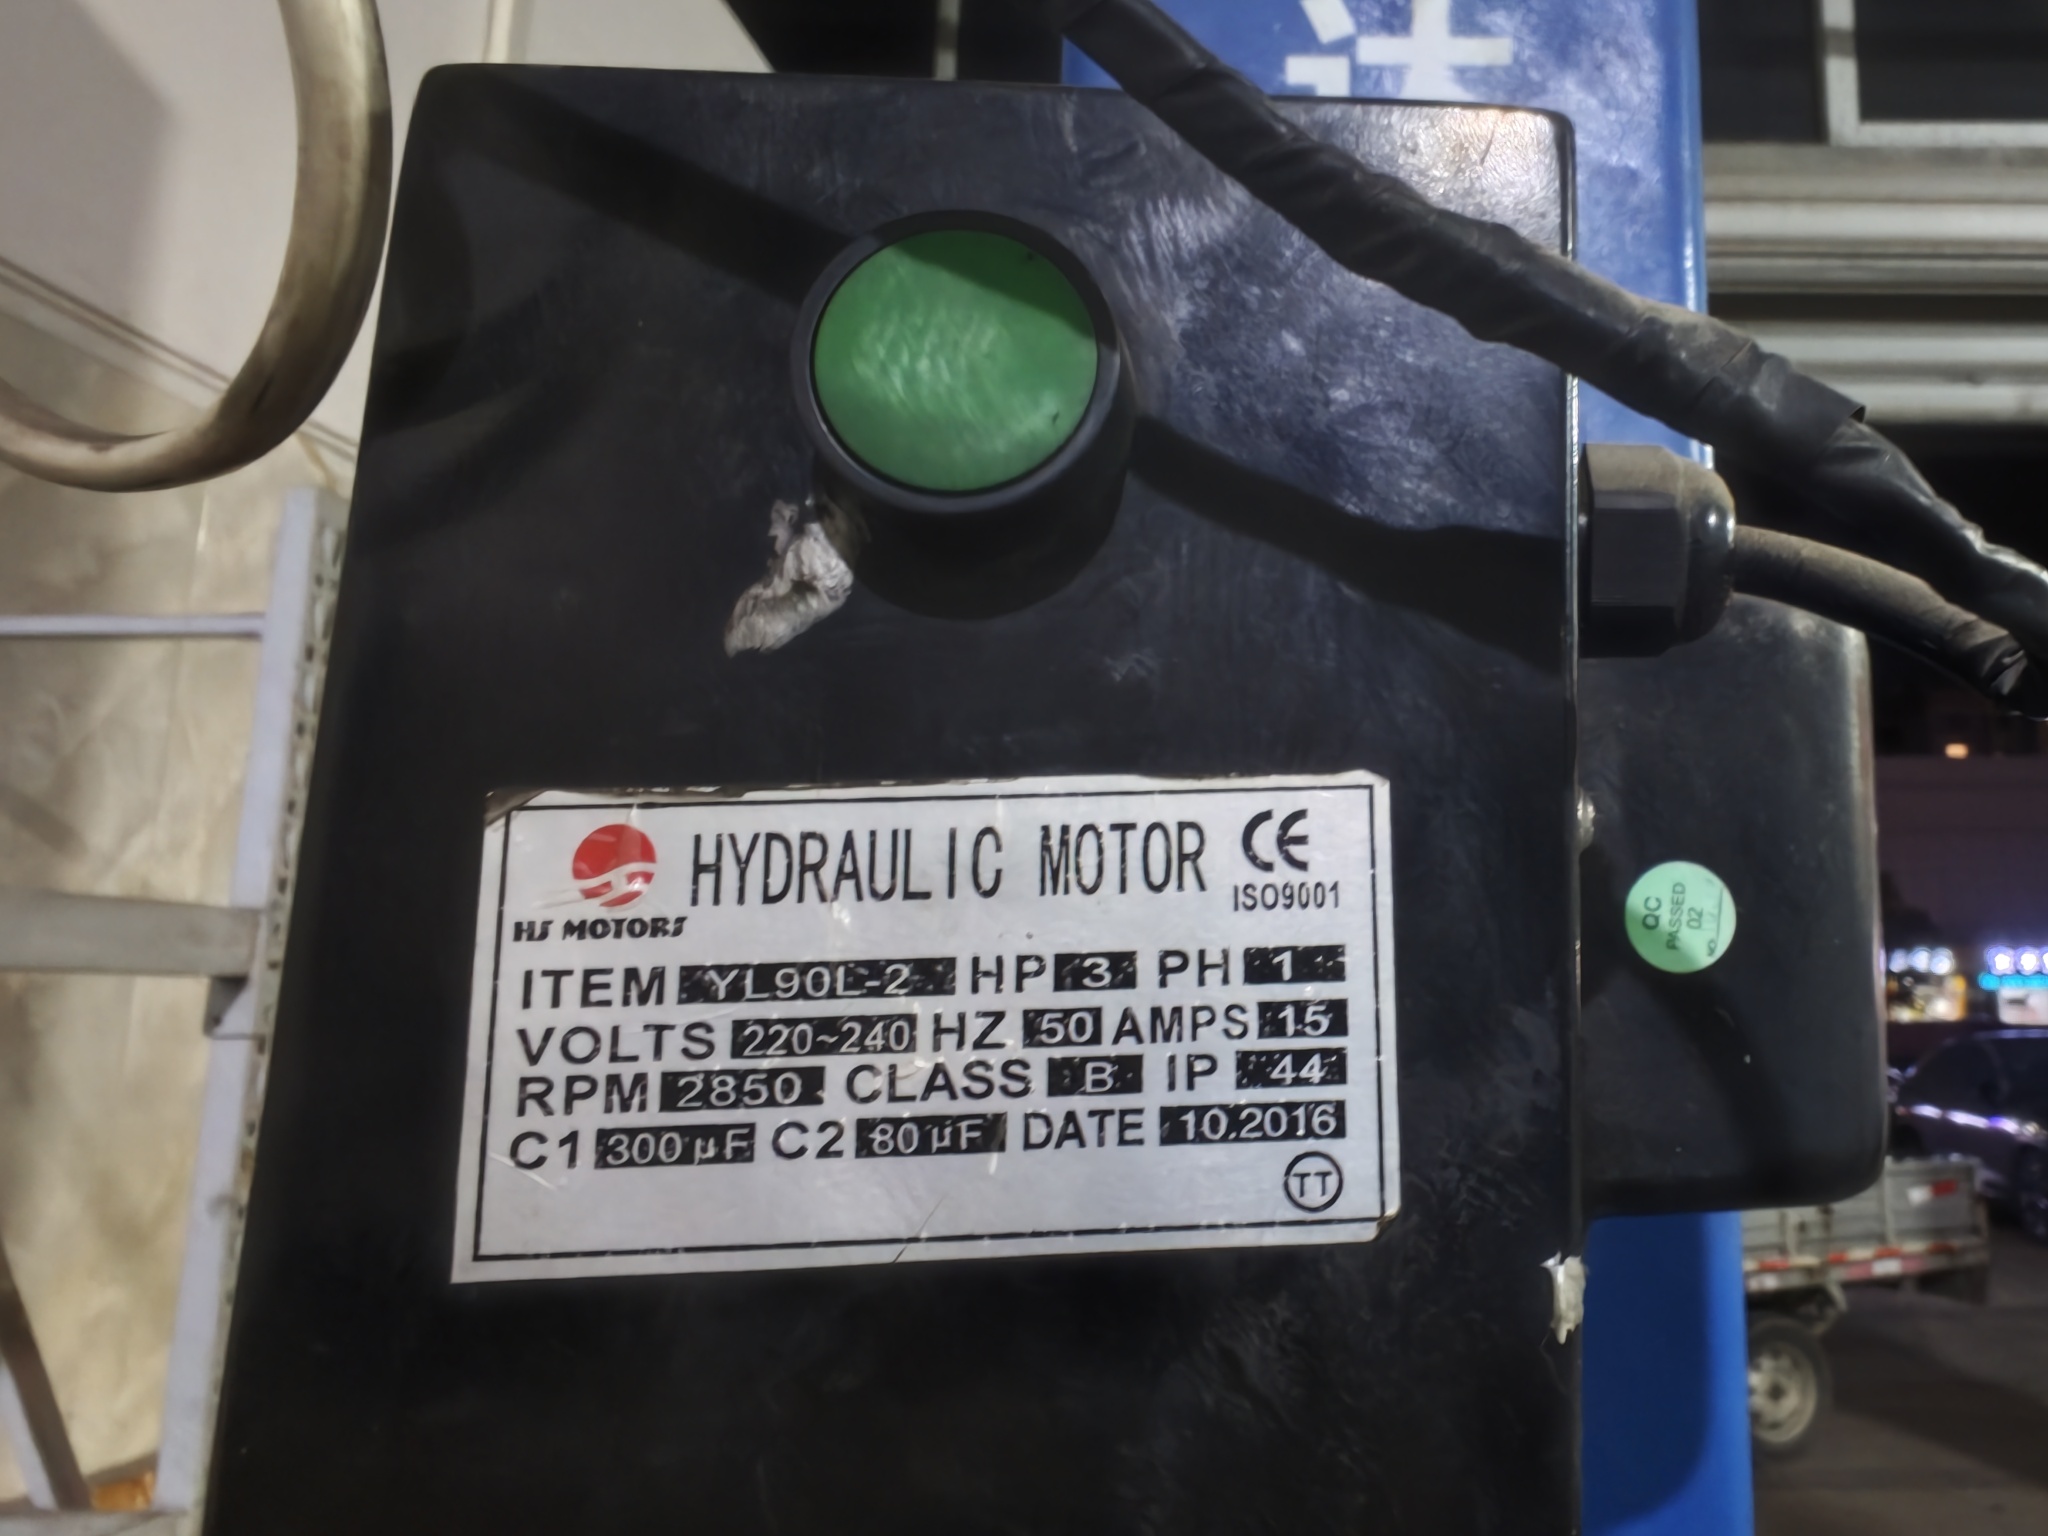 HYDRAULIC MOTOR
CE
ISO9001
HS MOTORS
ITEM YL90L-2 HP 3 PH 1
VOLTS 220~240 HZ 50 AMPS 15
RPM 2850 CLASS B IP 44
C1 300μF C2 80μF DATE 10.2016
TT
QC
PASSED
02